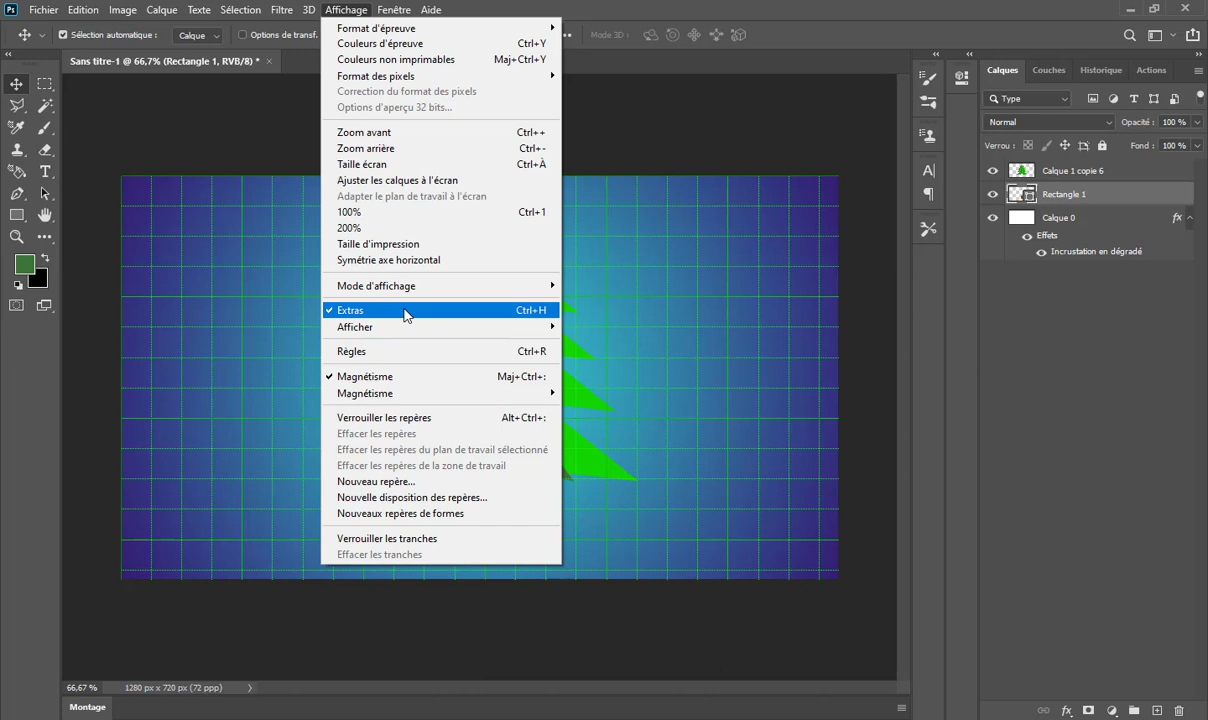 Ps Fichier Edition Image Calque Texte Sélection Filtre 3D Affichage Fenêtre Aide
Sélection automatique : Calque Options de transf. Mode 3D :
Sans titre-1 @ 66,7% (Rectangle 1, RVB/8) * ×
Format d'épreuve
Couleurs d'épreuve Ctrl+Y
Couleurs non imprimables Maj+Ctrl+Y
Format des pixels
Correction du format des pixels
Options d'aperçu 32 bits...
Zoom avant Ctrl++
Zoom arrière Ctrl+-
Taille écran Ctrl+À
Ajuster les calques à l'écran
Adapter le plan de travail à l'écran
100% Ctrl+1
200%
Taille d'impression
Symétrie axe horizontal
Mode d'affichage
Extras Ctrl+H
Afficher
Règles Ctrl+R
Magnétisme Maj+Ctrl+:
Magnétisme
Verrouiller les repères Alt+Ctrl+:
Effacer les repères
Effacer les repères du plan de travail sélectionné
Effacer les repères de la zone de travail
Nouveau repère...
Nouvelle disposition des repères...
Nouveaux repères de formes
Verrouiller les tranches
Effacer les tranches
Calques Couches Historique Actions
Type
Normal Opacité : 100 %
Verrou : Fond : 100 %
Calque 1 copie 6
Rectangle 1
Calque 0 fx
Effets
Incrustation en dégradé
66,67 % 1280 px x 720 px (72 ppp)
Montage